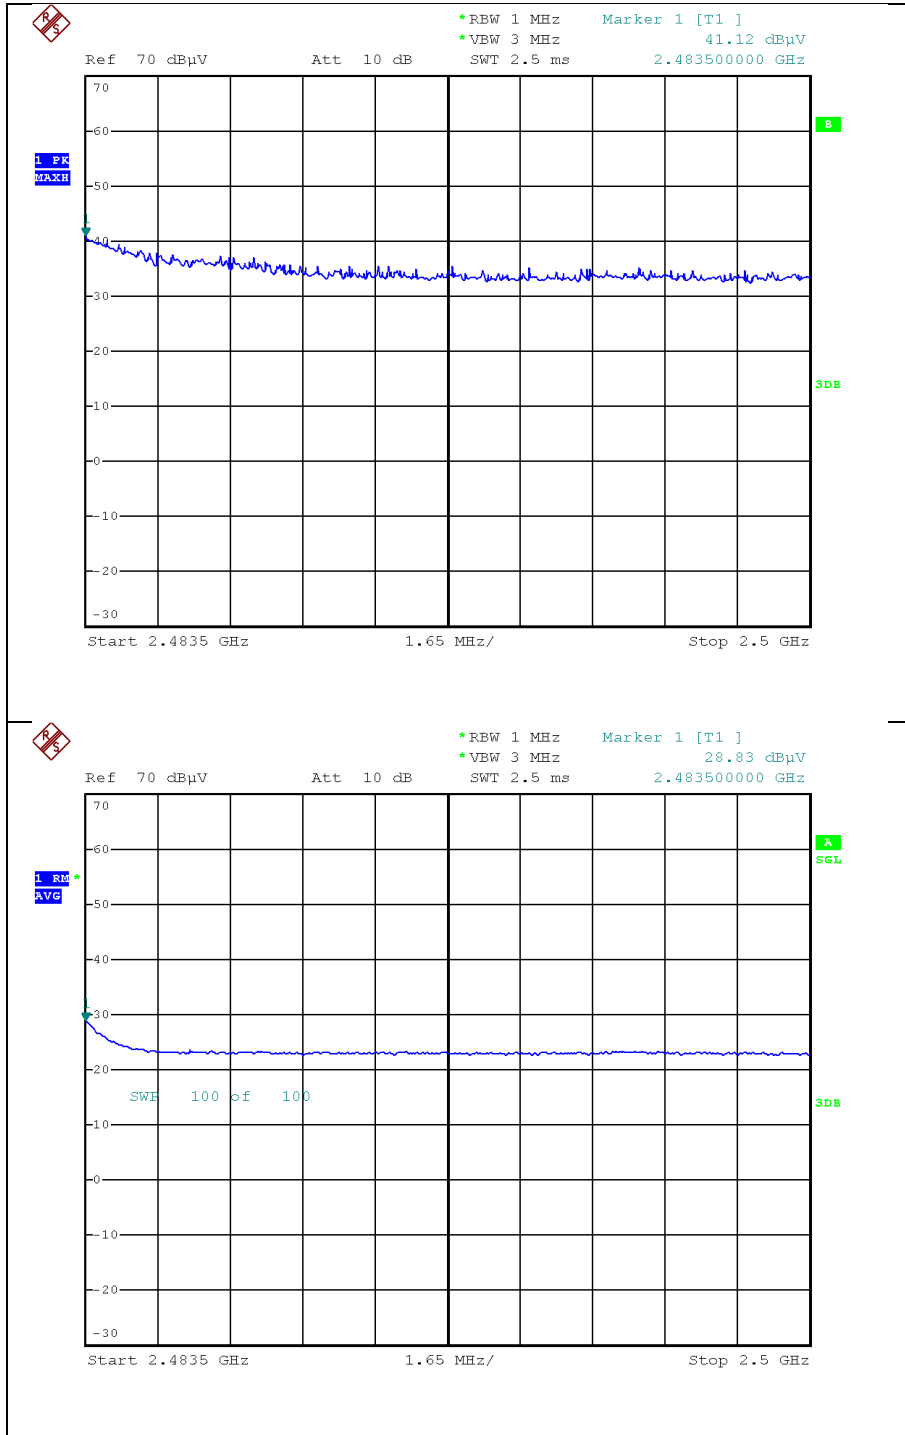 R S
*RBW 1 MHz Marker 1 [T1 ]
*VBW 3 MHz 41.12 dBµV
Ref 70 dBµV Att 10 dB SWT 2.5 ms 2.483500000 GHz
70
B
60
1 PK
MAXH
50
1
40
30
20
3DB
10
0
-10
-20
-30
Start 2.4835 GHz 1.65 MHz/ Stop 2.5 GHz
R S
*RBW 1 MHz Marker 1 [T1 ]
*VBW 3 MHz 28.83 dBµV
Ref 70 dBµV Att 10 dB SWT 2.5 ms 2.483500000 GHz
70
A
60
SGL
1 RM *
AVG
50
40
1
30
20
SWP 100 of 100
3DB
10
0
-10
-20
-30
Start 2.4835 GHz 1.65 MHz/ Stop 2.5 GHz